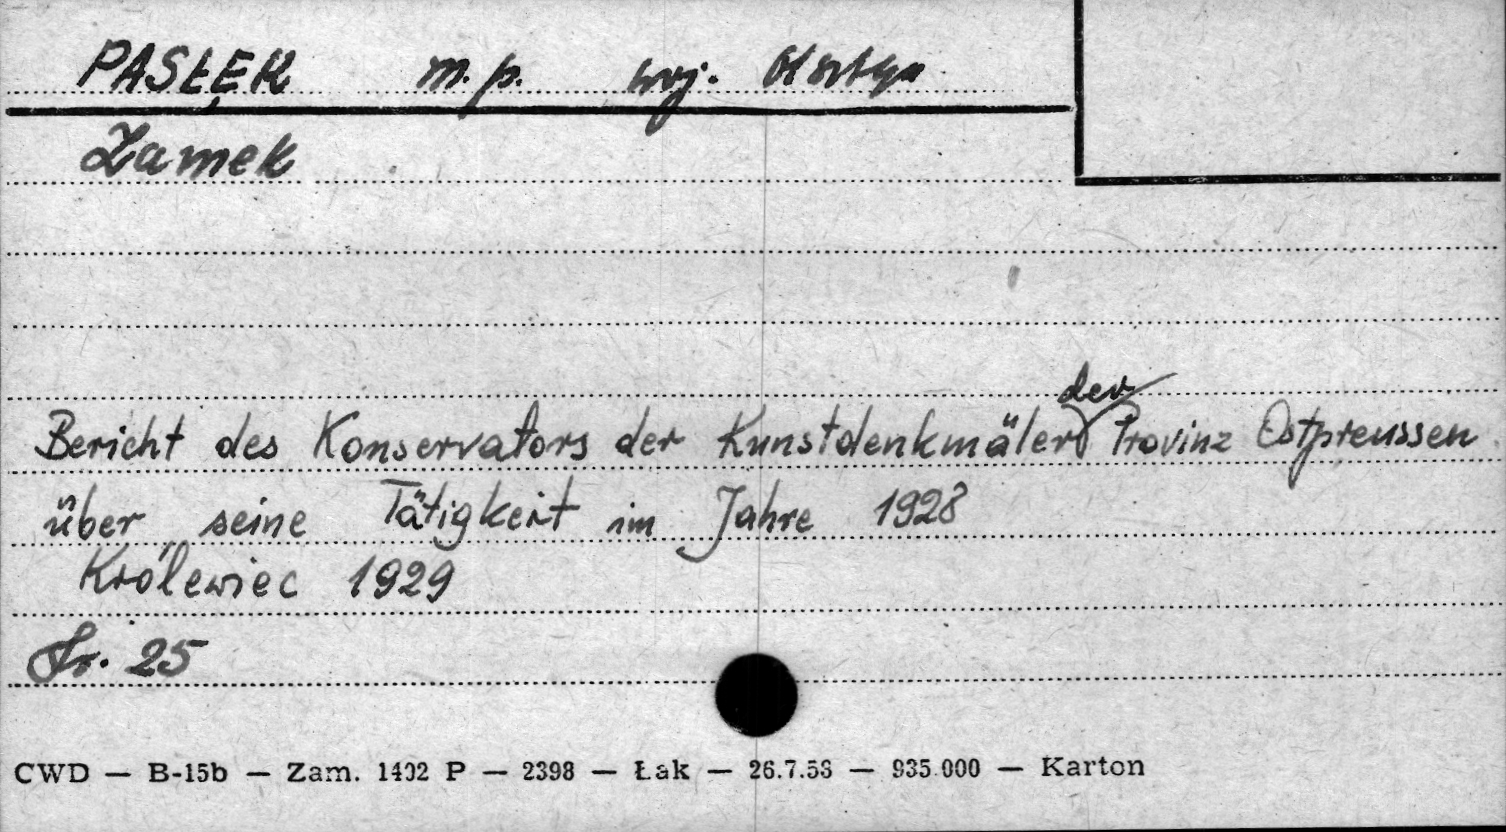 PASŁĘK m.p. woj. Olsztyn
Zamek
Bericht des Konservators der Kunstdenkmäler der Provinz Ostpreussen
über seine Tätigkeit im Jahre 1928
Królewiec 1929
Str. 25
CWD — B-15b — Zam. 1402 P — 2398 — Łak — 26.7.53 — 935.000 — Karton